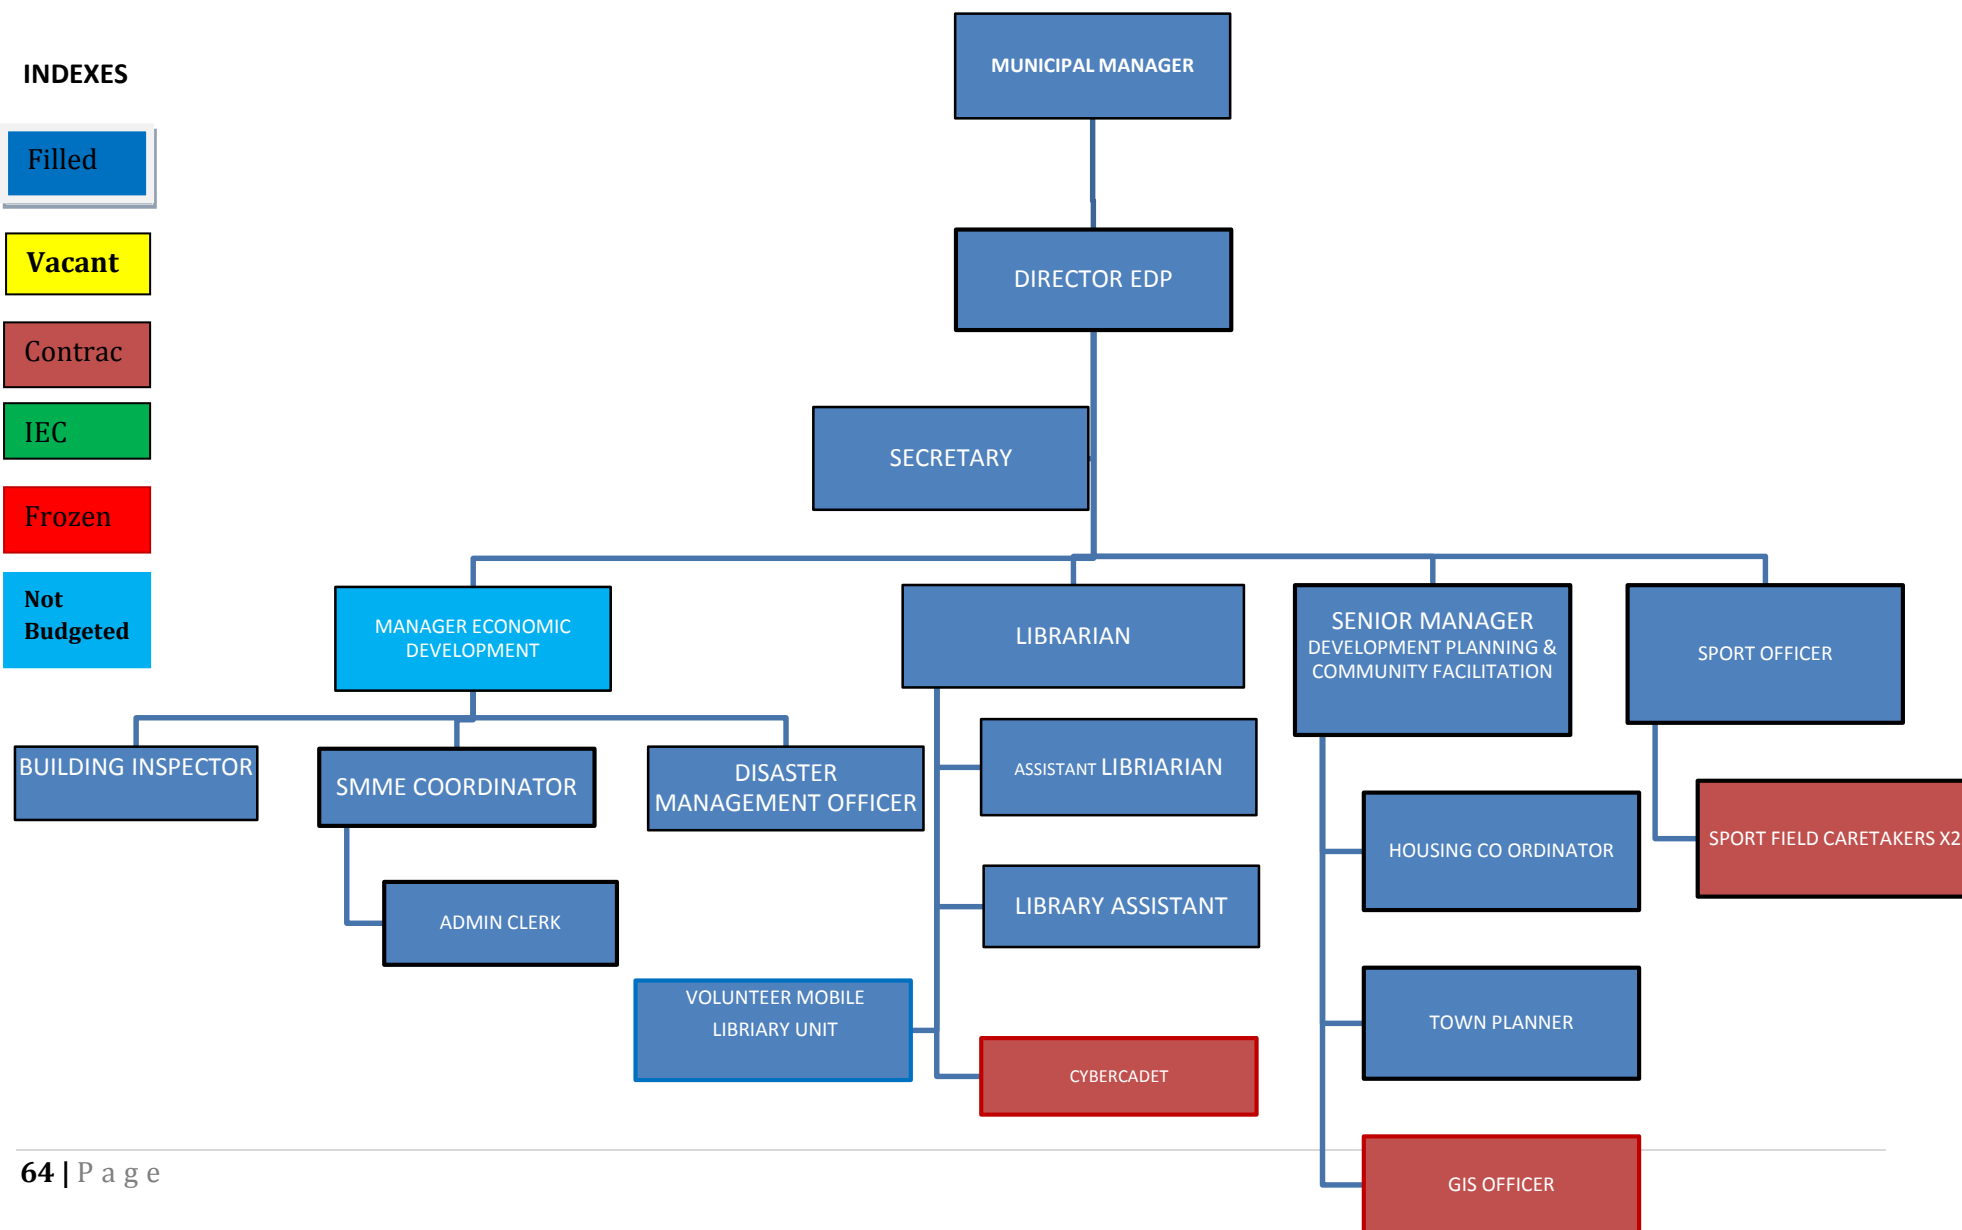 INDEXES
Filled
Vacant
Contrac
IEC
Frozen
Not
Budgeted
MUNICIPAL MANAGER
DIRECTOR EDP
SECRETARY
MANAGER ECONOMIC
DEVELOPMENT
LIBRARIAN
SENIOR MANAGER
DEVELOPMENT PLANNING &
COMMUNITY FACILITATION
SPORT OFFICER
BUILDING INSPECTOR
SMME COORDINATOR
DISASTER
MANAGEMENT OFFICER
ADMIN CLERK
ASSISTANT LIBRIARIAN
LIBRARY ASSISTANT
VOLUNTEER MOBILE
LIBRIARY UNIT
CYBERCADET
HOUSING CO ORDINATOR
TOWN PLANNER
GIS OFFICER
SPORT FIELD CARETAKERS X2
64 | P a g e